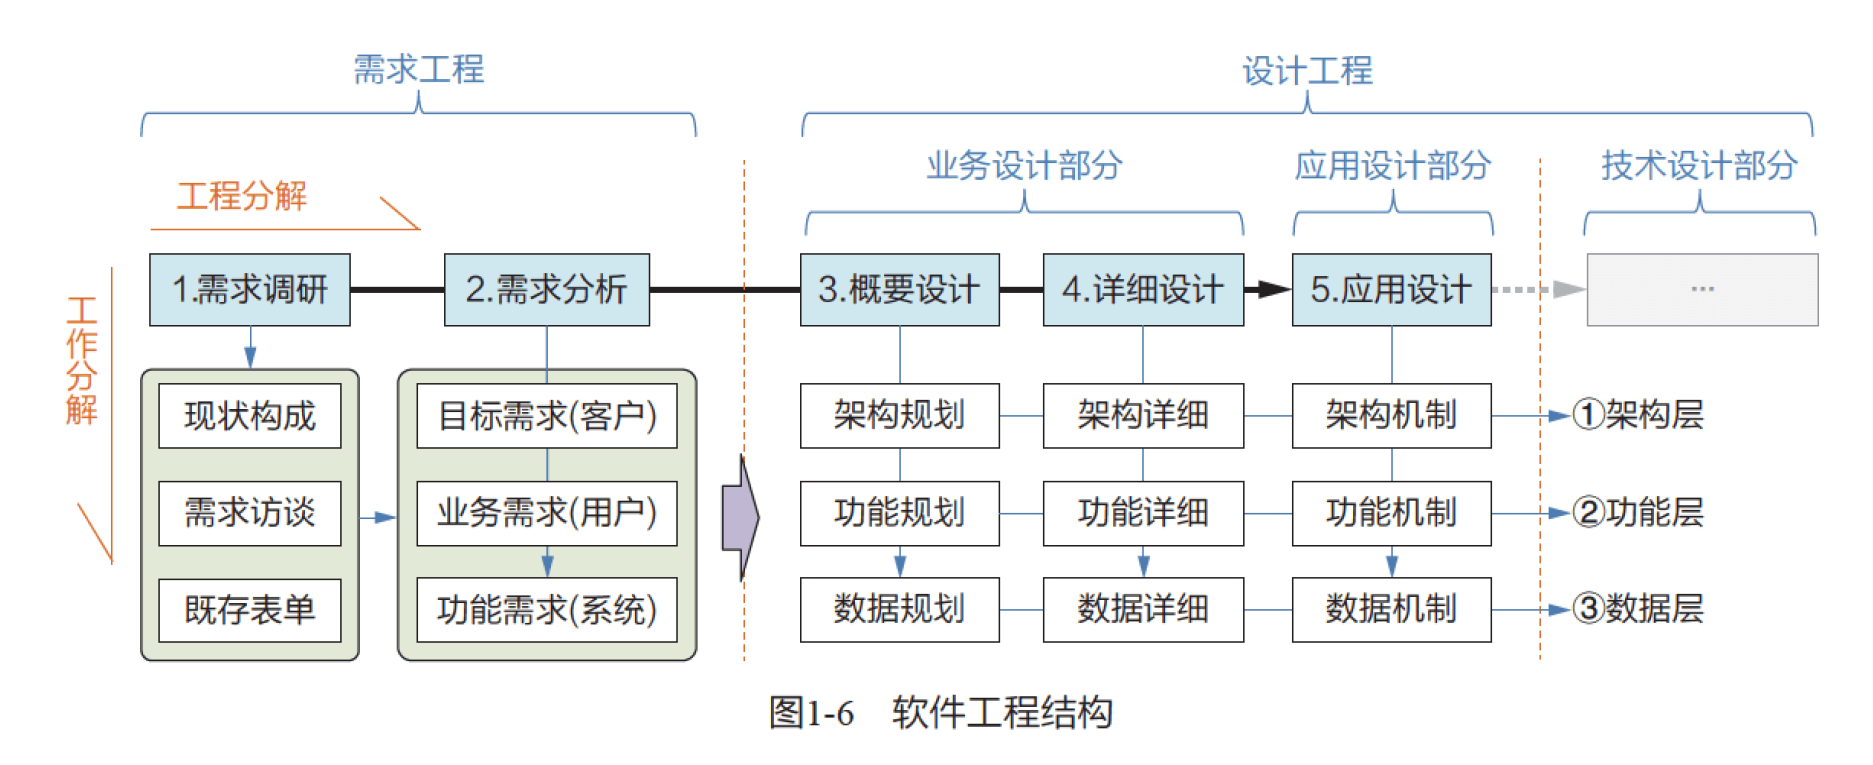 需求工程
设计工程
业务设计部分
应用设计部分
技术设计部分
工程分解
工作分解
1.需求调研
2.需求分析
3.概要设计
4.详细设计
5.应用设计
...
现状构成
目标需求(客户)
架构规划
架构详细
架构机制
①架构层
需求访谈
业务需求(用户)
功能规划
功能详细
功能机制
②功能层
既存表单
功能需求(系统)
数据规划
数据详细
数据机制
③数据层
图1-6 软件工程结构